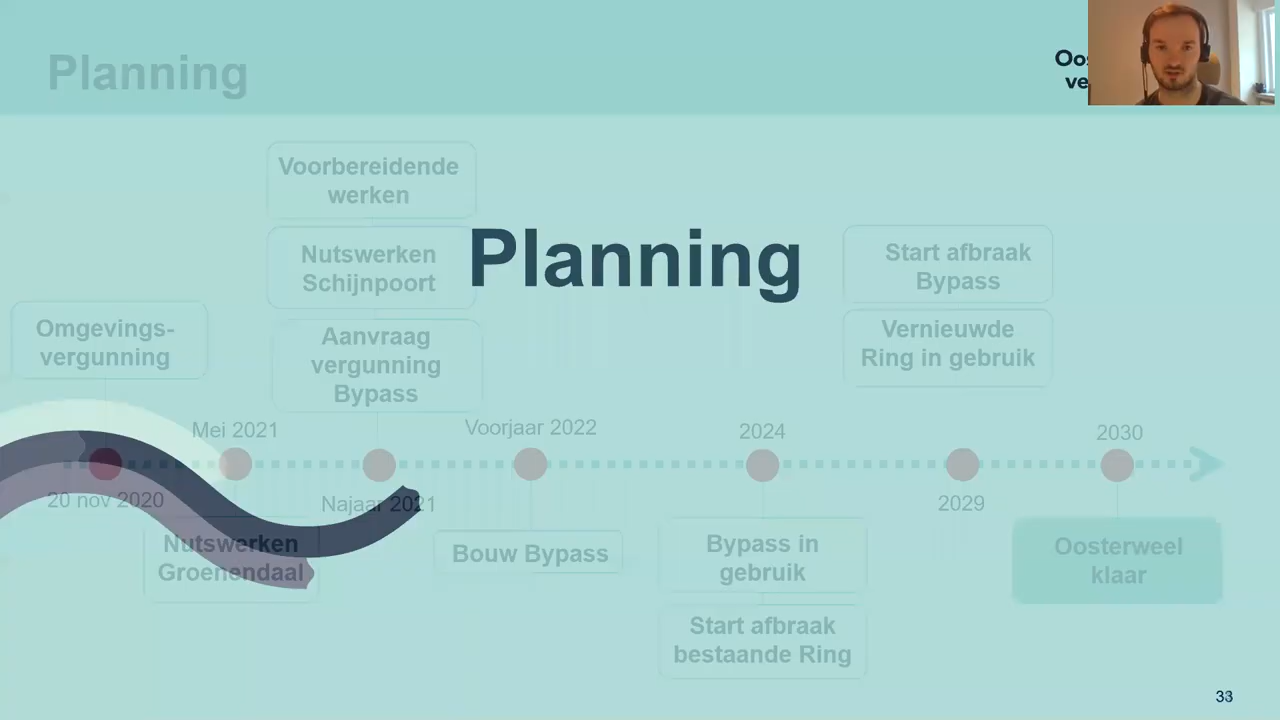 Planning
Oos
ve
Voorbereidende
werken
Nutswerken
Schijnpoort
Planning
Start afbraak
Bypass
Omgevings-
vergunning
Aanvraag
vergunning
Bypass
Vernieuwde
Ring in gebruik
Mei 2021
Voorjaar 2022
2024
2030
20 nov 2020
Najaar 2021
2029
Nutswerken
Groenendaal
Bouw Bypass
Bypass in
gebruik
Oosterweel
klaar
Start afbraak
bestaande Ring